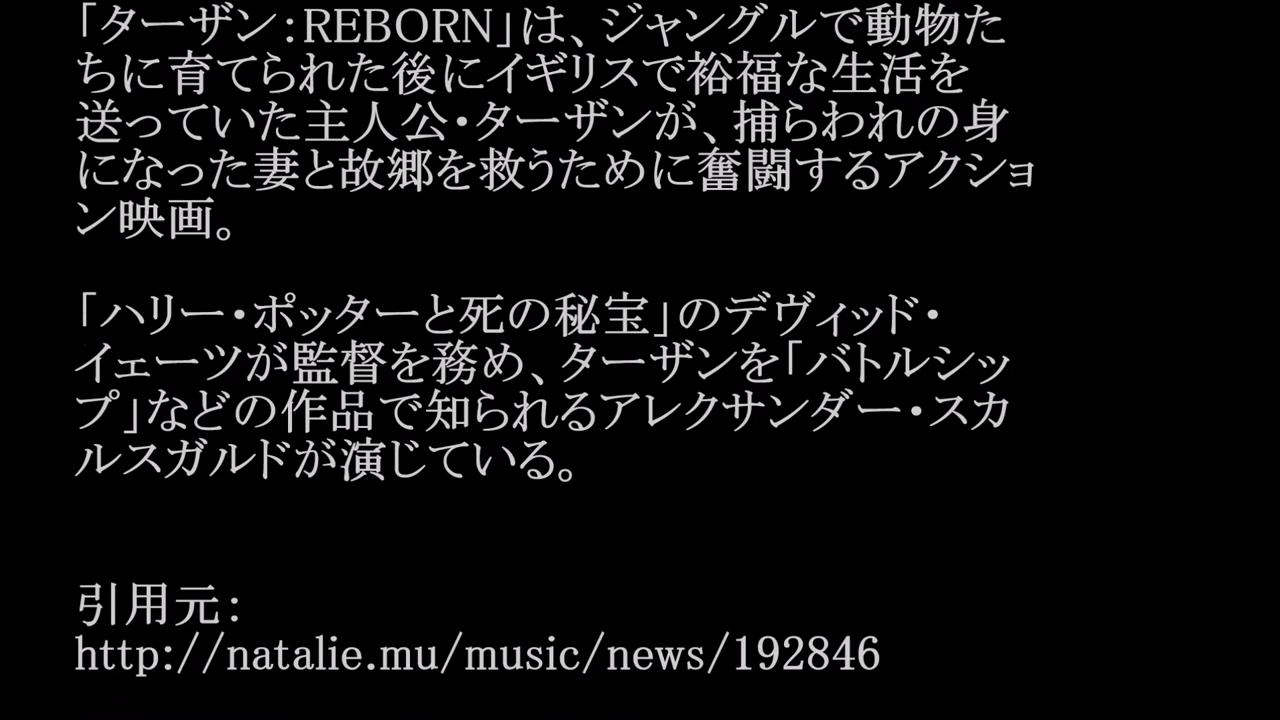 「ターザン：REBORN」は、ジャングルで動物た
ちに育てられた後にイギリスで裕福な生活を
送っていた主人公・ターザンが、捕らわれの身
になった妻と故郷を救うために奮闘するアクショ
ン映画。
「ハリー・ポッターと死の秘宝」のデヴィッド・
イェーツが監督を務め、ターザンを「バトルシッ
プ」などの作品で知られるアレクサンダー・スカ
ルスガルドが演じている。
引用元：
http://natalie.mu/music/news/192846